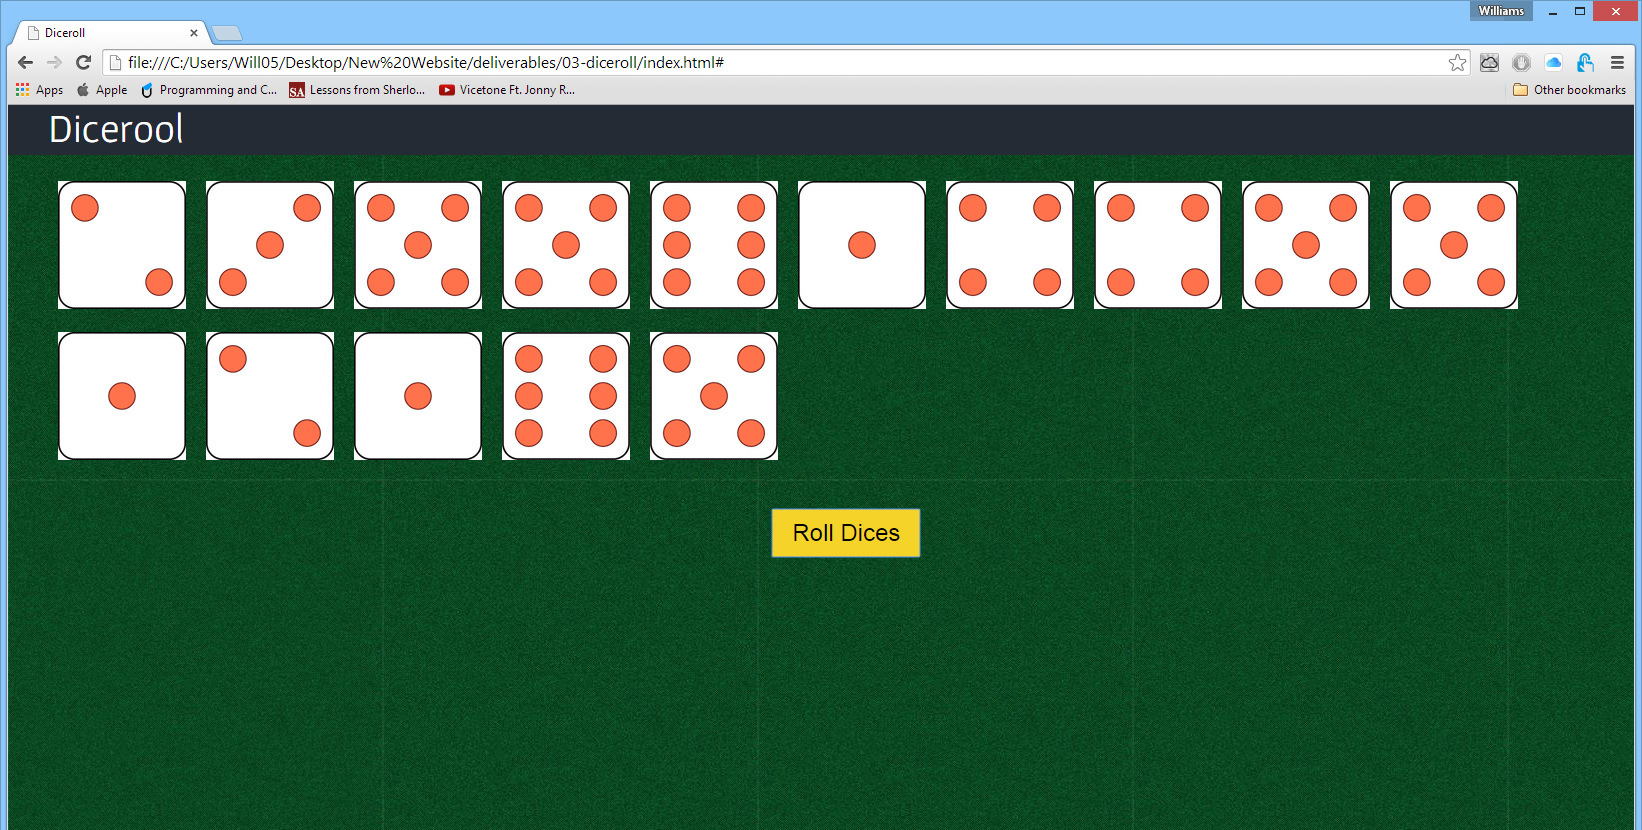 Williams
Diceroll
file:///C:/Users/Will05/Desktop/New%20Website/deliverables/03-diceroll/index.html#
Apps Apple Programming and C... SA Lessons from Sherlo... Vicetone Ft. Jonny R... Other bookmarks
Dicerool
Roll Dices